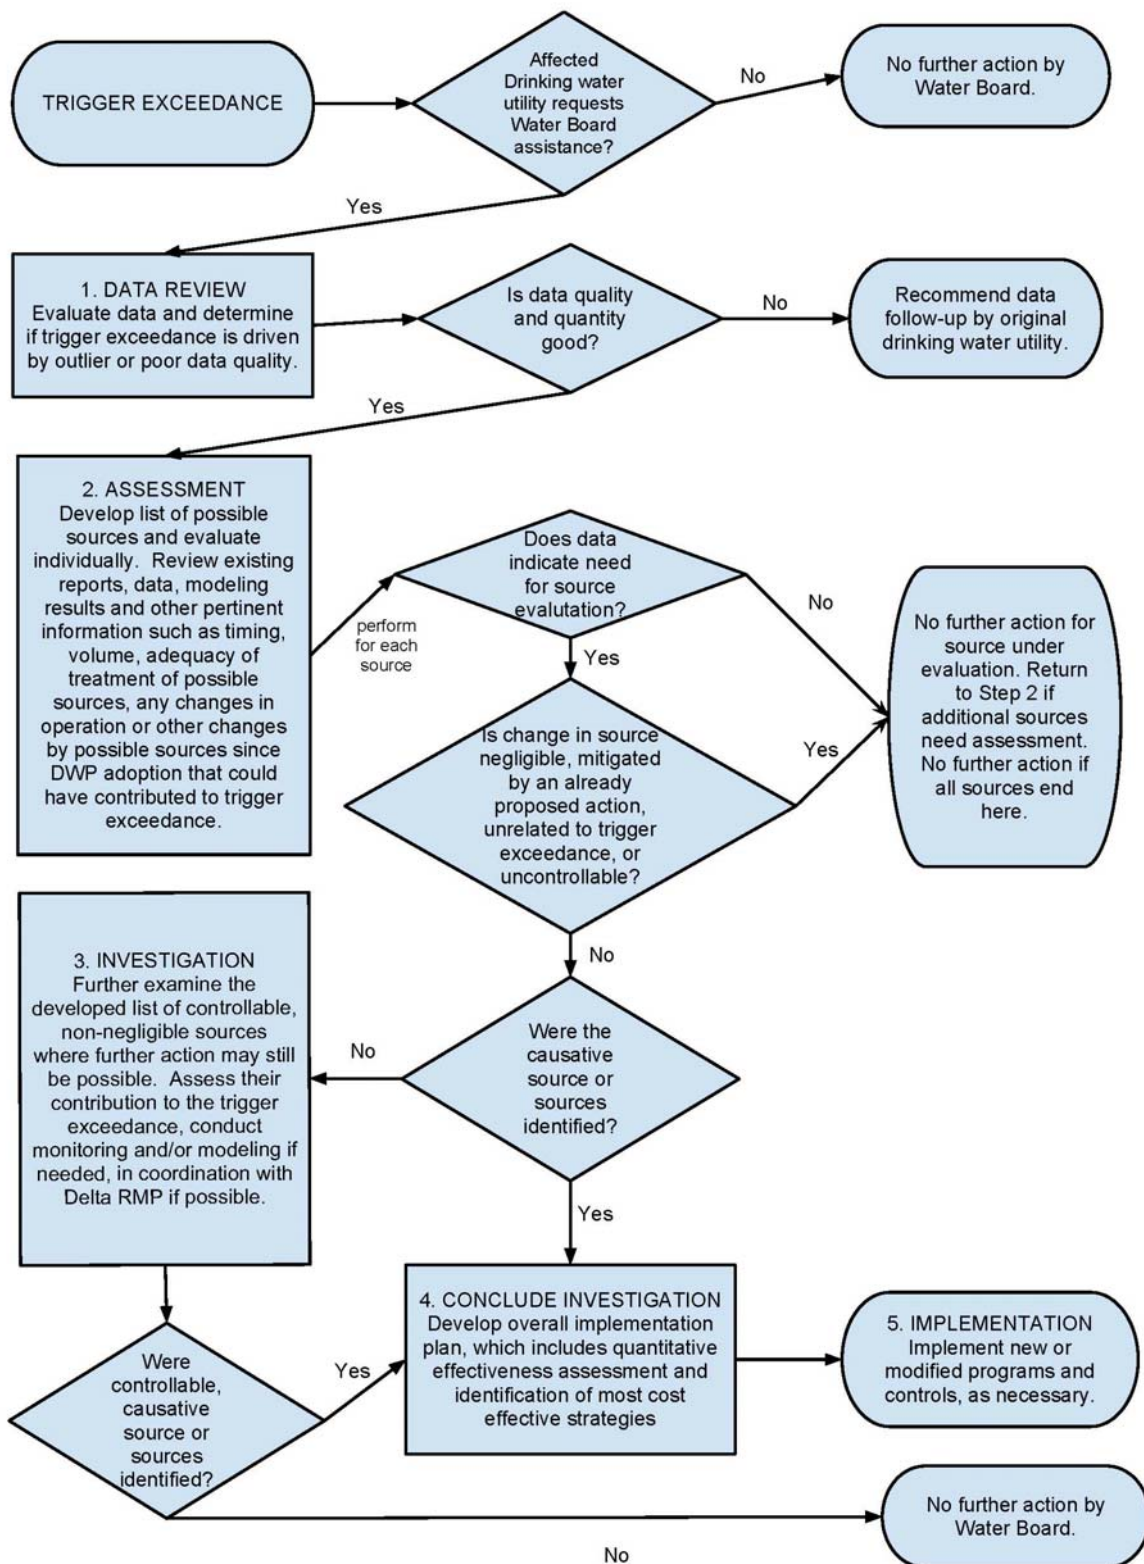 TRIGGER EXCEEDANCE
Affected
Drinking water
utility requests
Water Board
assistance?
No
No further action by
Water Board.
Yes
1. DATA REVIEW
Evaluate data and determine
if trigger exceedance is driven
by outlier or poor data quality.
Is data quality
and quantity
good?
No
Recommend data
follow-up by original
drinking water utility.
Yes
2. ASSESSMENT
Develop list of possible
sources and evaluate
individually. Review existing
reports, data, modeling
results and other pertinent
information such as timing,
volume, adequacy of
treatment of possible
sources, any changes in
operation or other changes
by possible sources since
DWP adoption that could
have contributed to trigger
exceedance.
perform
for each
source
Does data
indicate need
for source
evalutation?
No
Yes
Is change in source
negligible, mitigated
by an already
proposed action,
unrelated to trigger
exceedance, or
uncontrollable?
Yes
No further action for
source under
evaluation. Return
to Step 2 if
additional sources
need assessment.
No further action if
all sources end
here.
No
Were the
causative
source or
sources
identified?
No
Yes
3. INVESTIGATION
Further examine the
developed list of controllable,
non-negligible sources
where further action may still
be possible. Assess their
contribution to the trigger
exceedance, conduct
monitoring and/or modeling if
needed, in coordination with
Delta RMP if possible.
Were
controllable,
causative
source or
sources
identified?
Yes
4. CONCLUDE INVESTIGATION
Develop overall implementation
plan, which includes quantitative
effectiveness assessment and
identification of most cost
effective strategies
5. IMPLEMENTATION
Implement new or
modified programs and
controls, as necessary.
No
No further action by
Water Board.